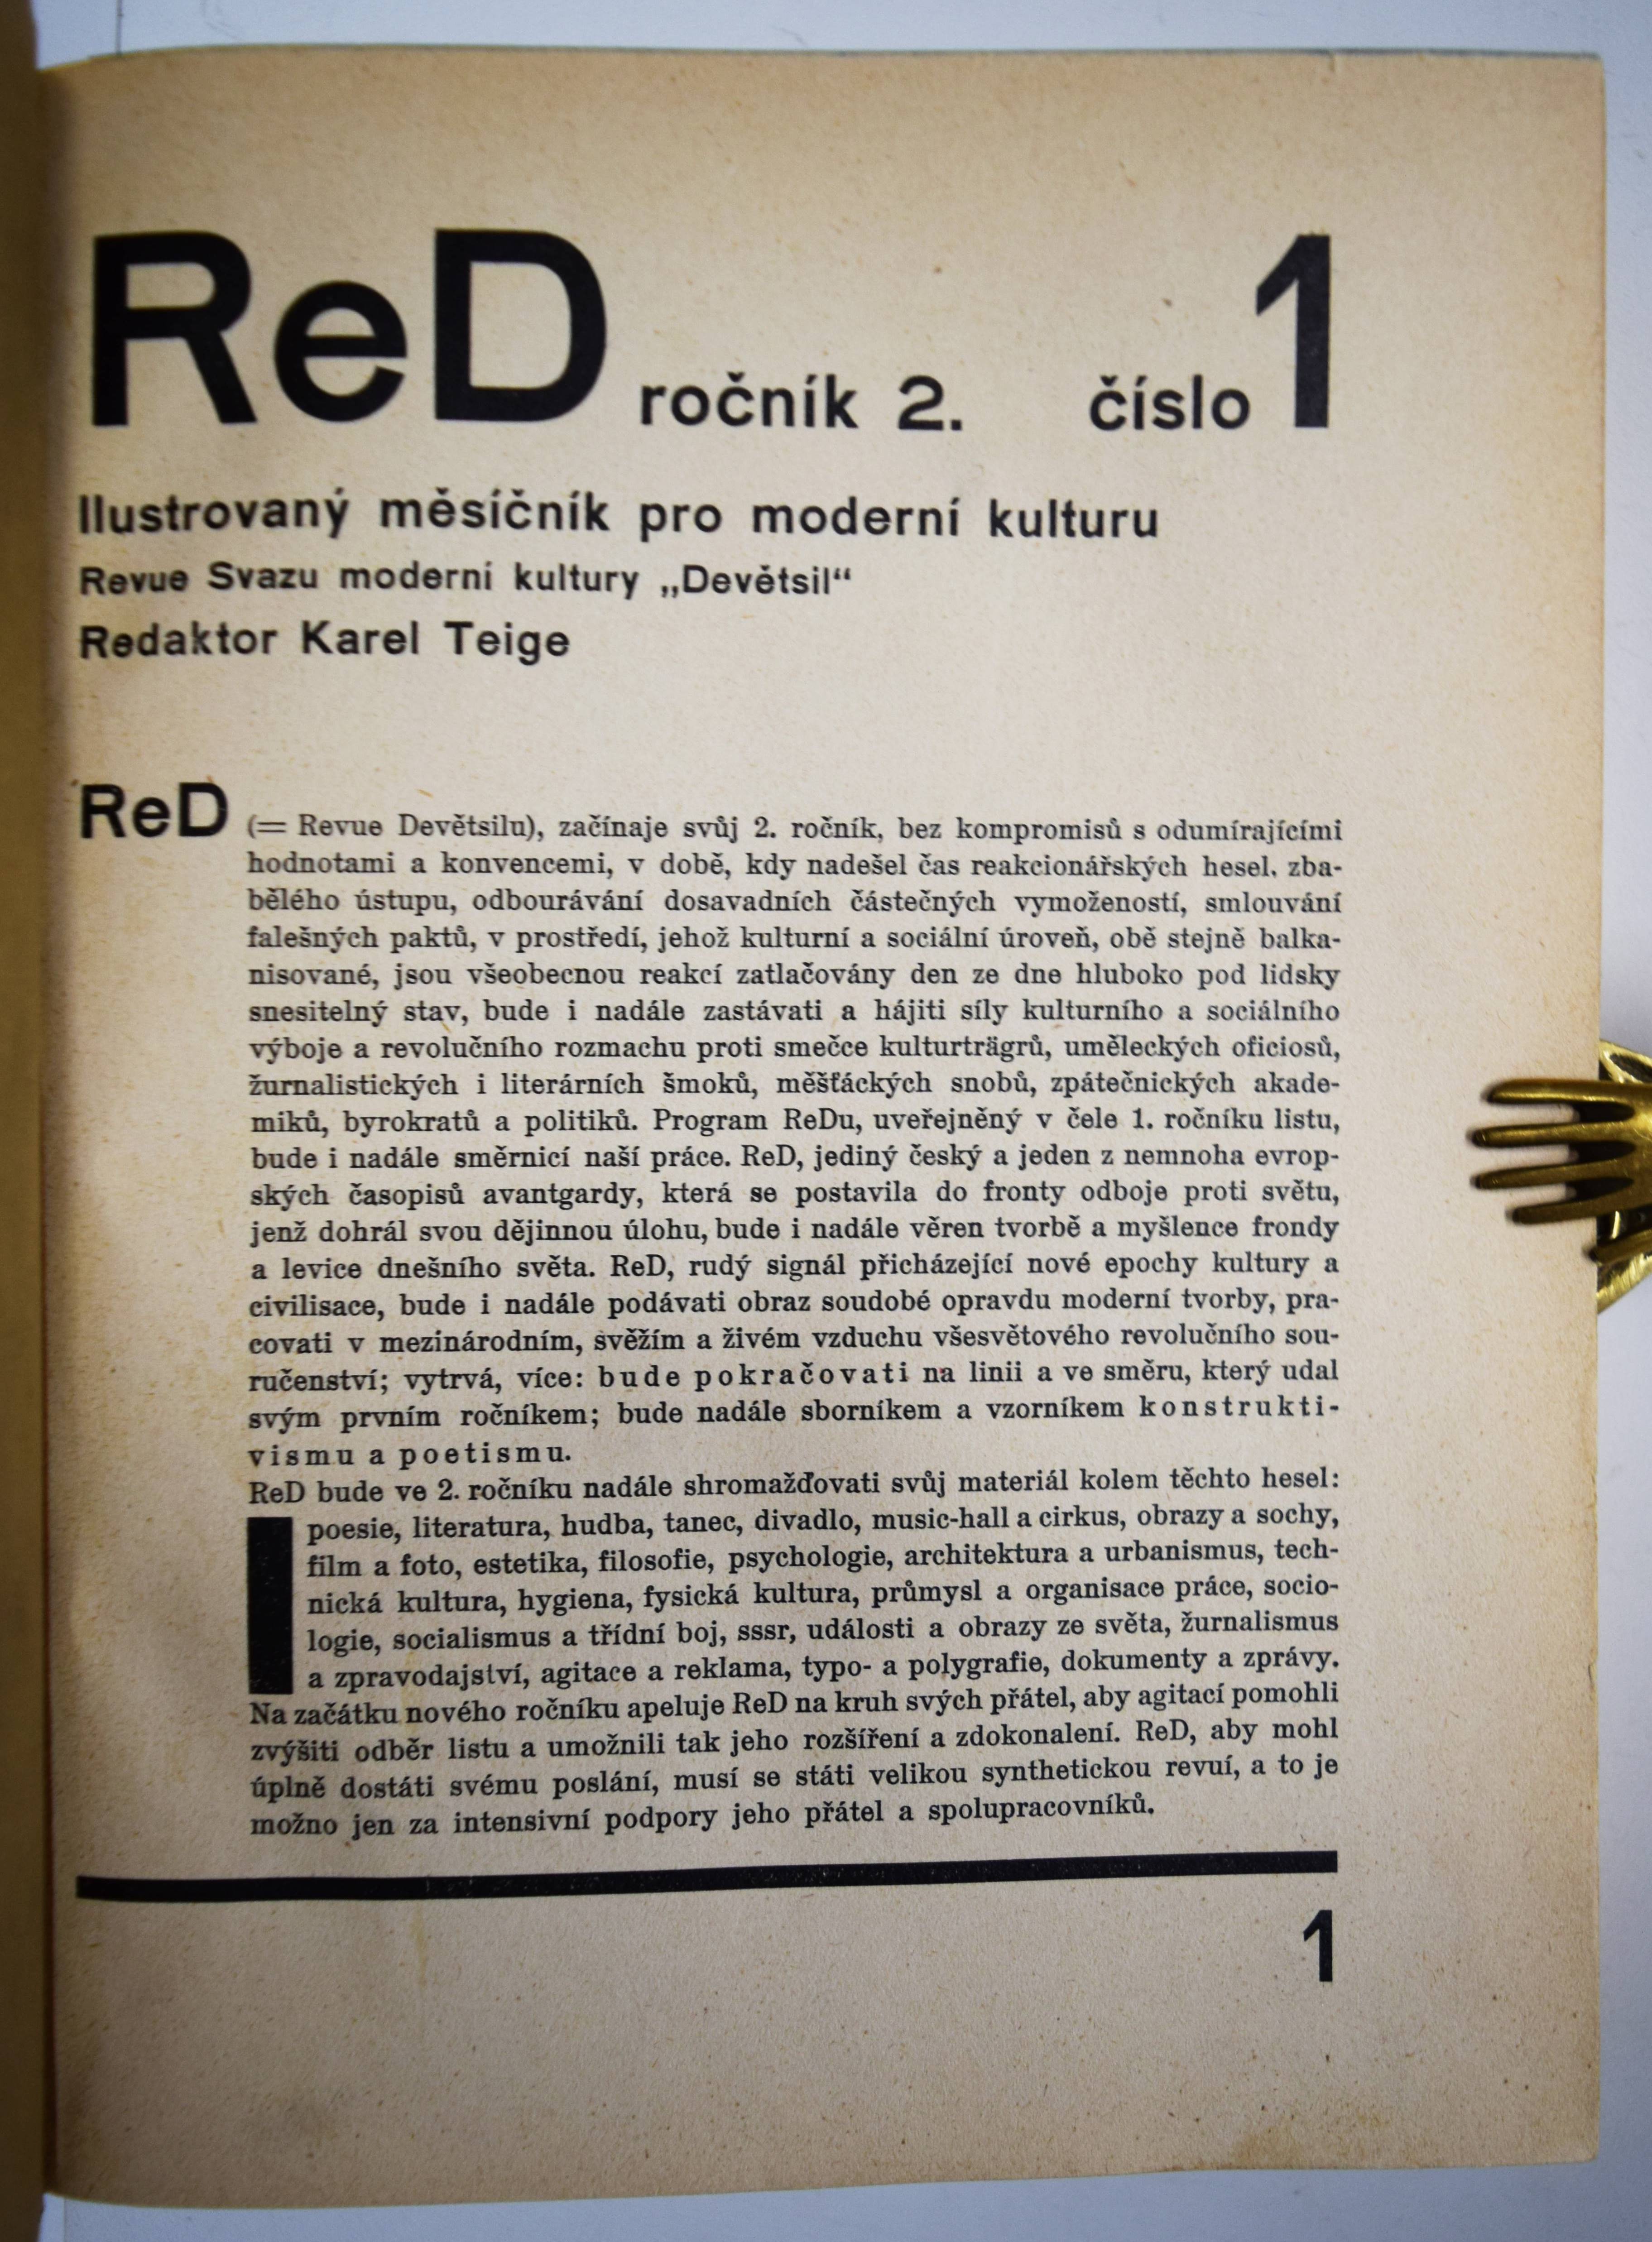 ReD ročník 2. číslo 1
Ilustrovaný měsíčník pro moderní kulturu
Revue Svazu moderní kultury „Devětsil“
Redaktor Karel Teige
ReD (= Revue Devětsilu), začínaje svůj 2. ročník, bez kompromisů s odumírajícími
hodnotami a konvencemi, v době, kdy nadešel čas reakcionářských hesel, zba-
bělého ústupu, odbourávání dosavadních částečných vymožeností, smlouvání
falešných paktů, v prostředí, jehož kulturní a sociální úroveň, obě stejně balka-
nisované, jsou všeobecnou reakcí zatlačovány den ze dne hluboko pod lidsky
snesitelný stav, bude i nadále zastávati a hájiti síly kulturního a sociálního
výboje a revolučního rozmachu proti smečce kulturträgrů, uměleckých oficiosů,
žurnalistických i literárních šmoků, měšťáckých snobů, zpátečnických akade-
miků, byrokratů a politiků. Program ReDu, uveřejněný v čele 1. ročníku listu,
bude i nadále směrnicí naší práce. ReD, jediný český a jeden z nemnoha evrop-
ských časopisů avantgardy, která se postavila do fronty odboje proti světu,
jenž dohrál svou dějinnou úlohu, bude i nadále věren tvorbě a myšlence frondy
a levice dnešního světa. ReD, rudý signál přicházející nové epochy kultury a
civilisace, bude i nadále podávati obraz soudobé opravdu moderní tvorby, pra-
covati v mezinárodním, svěžím a živém vzduchu všesvětového revolučního sou-
ručenství; vytrvá, více: bude pokračovati na linii a ve směru, který udal
svým prvním ročníkem; bude nadále sborníkem a vzorníkem konstrukti-
vismu a poetismu.
ReD bude ve 2. ročníku nadále shromažďovati svůj materiál kolem těchto hesel:
poesie, literatura, hudba, tanec, divadlo, music-hall a cirkus, obrazy a sochy,
film a foto, estetika, filosofie, psychologie, architektura a urbanismus, tech-
nická kultura, hygiena, fysická kultura, průmysl a organisace práce, socio-
logie, socialismus a třídní boj, sssr, události a obrazy ze světa, žurnalismus
a zpravodajství, agitace a reklama, typo- a polygrafie, dokumenty a zprávy.
Na začátku nového ročníku apeluje ReD na kruh svých přátel, aby agitací pomohli
zvýšiti odběr listu a umožnili tak jeho rozšíření a zdokonalení. ReD, aby mohl
úplně dostáti svému poslání, musí se státi velikou synthetickou revuí, a to je
možno jen za intensivní podpory jeho přátel a spolupracovníků.
1